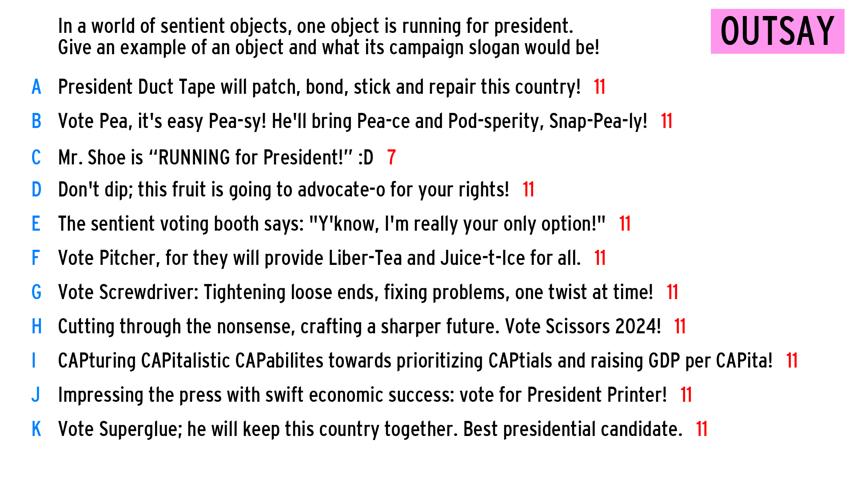 In a world of sentient objects, one object is running for president.
Give an example of an object and what its campaign slogan would be!
OUTSAY
A President Duct Tape will patch, bond, stick and repair this country! 11
B Vote Pea, it's easy Pea-sy! He'll bring Pea-ce and Pod-sperity, Snap-Pea-ly! 11
C Mr. Shoe is “RUNNING for President!” :D 7
D Don't dip; this fruit is going to advocate-o for your rights! 11
E The sentient voting booth says: "Y'know, I'm really your only option!" 11
F Vote Pitcher, for they will provide Liber-Tea and Juice-t-Ice for all. 11
G Vote Screwdriver: Tightening loose ends, fixing problems, one twist at time! 11
H Cutting through the nonsense, crafting a sharper future. Vote Scissors 2024! 11
I CAPturing CAPitalistic CAPabilites towards prioritizing CAPtials and raising GDP per CAPita! 11
J Impressing the press with swift economic success: vote for President Printer! 11
K Vote Superglue; he will keep this country together. Best presidential candidate. 11